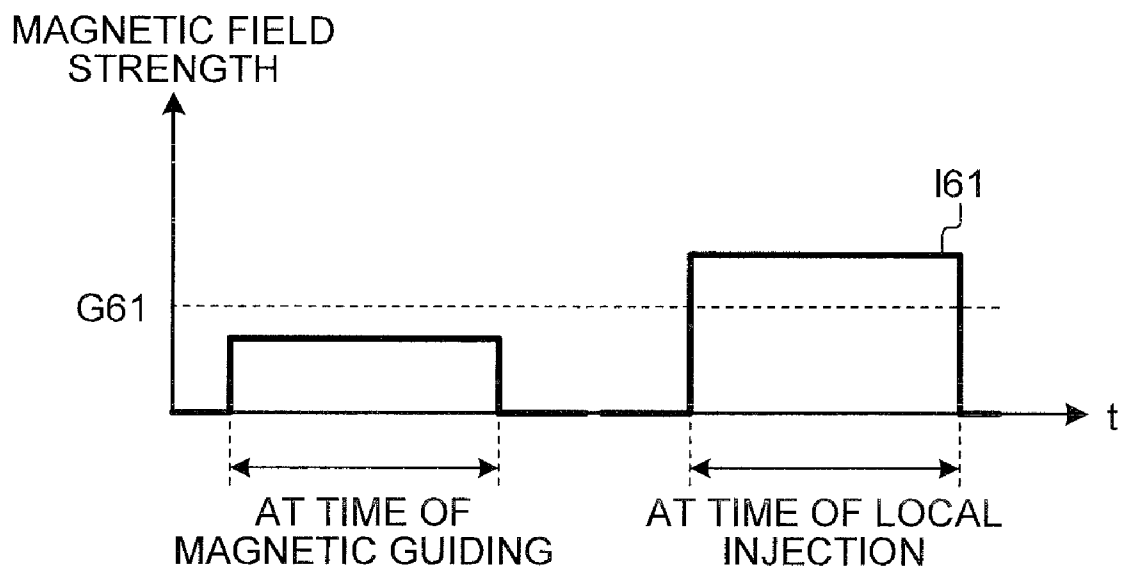 MAGNETIC FIELD
STRENGTH
I61
G61
t
AT TIME OF
MAGNETIC GUIDING
AT TIME OF LOCAL
INJECTION